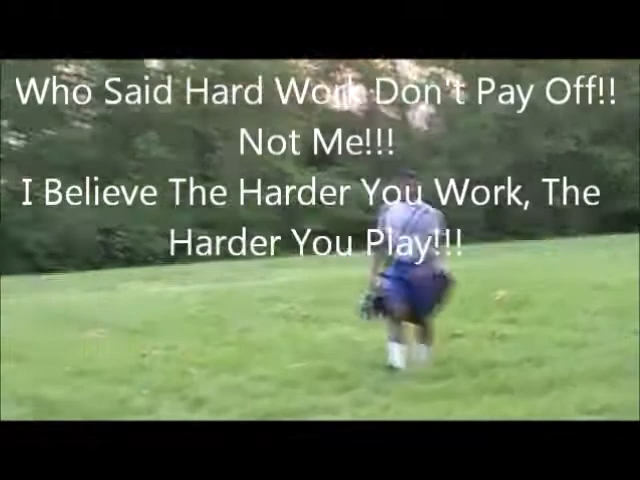 Who Said Hard Work Don't Pay Off!!
Not Me!!!
I Believe The Harder You Work, The
Harder You Play!!!